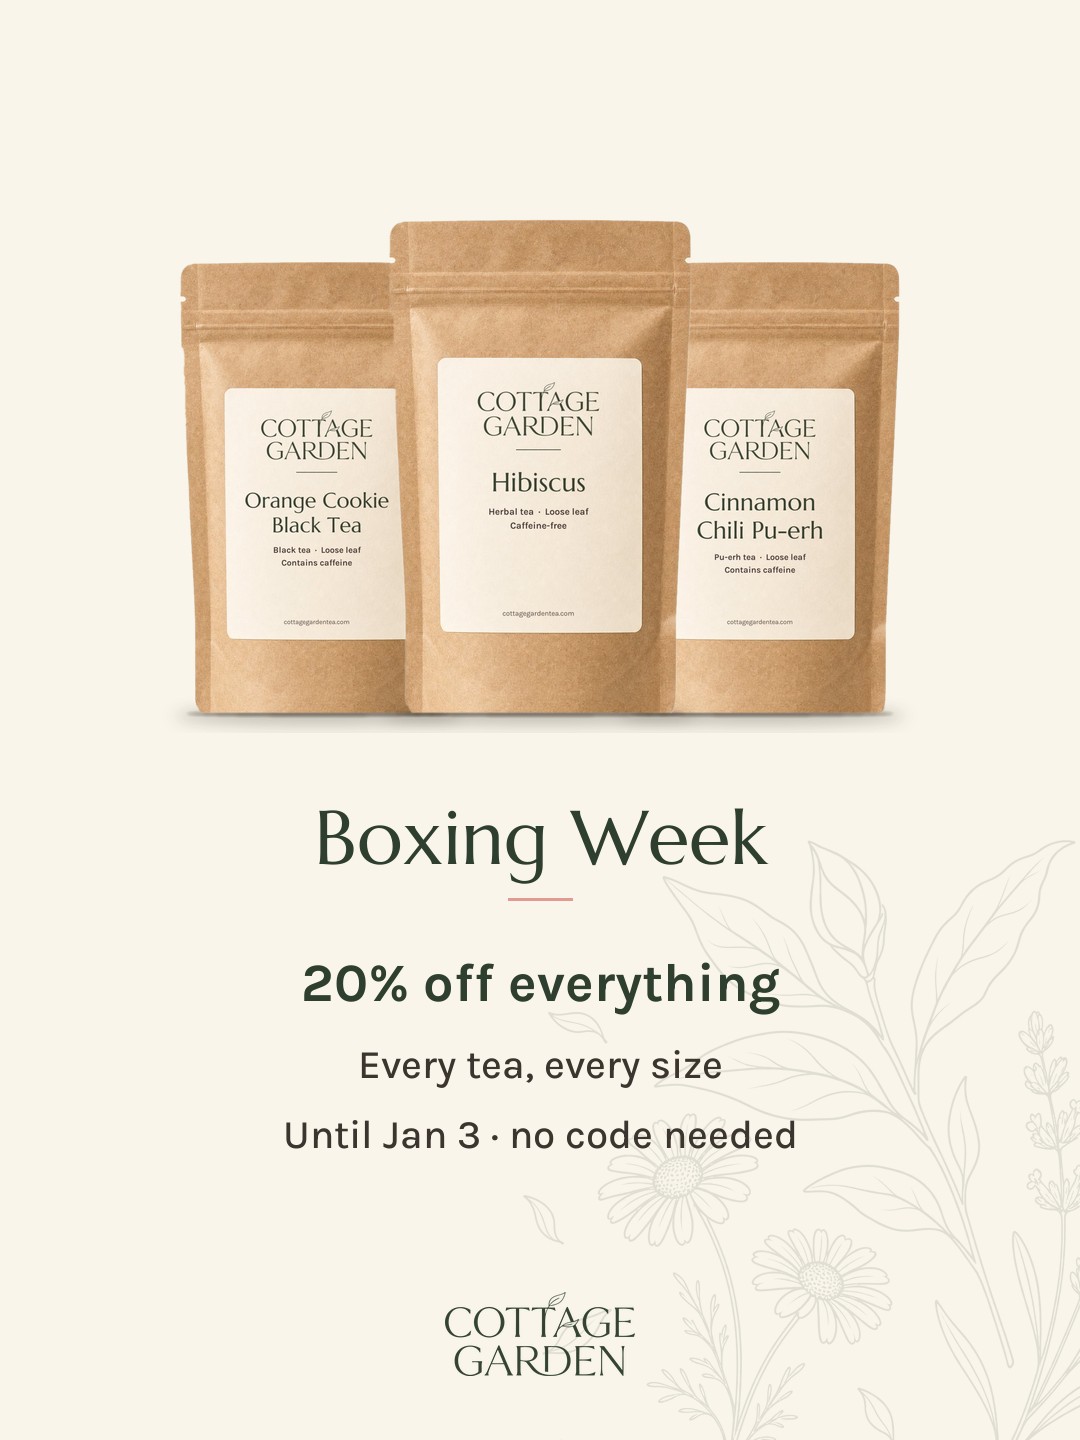 COTTAGE
GARDEN
Orange Cookie
Black Tea
Black tea · Loose leaf
Contains caffeine
cottagegardentea.com
COTTAGE
GARDEN
Hibiscus
Herbal tea · Loose leaf
Caffeine-free
cottagegardentea.com
COTTAGE
GARDEN
Cinnamon
Chili Pu-erh
Pu-erh tea · Loose leaf
Contains caffeine
cottagegardentea.com
Boxing Week
20% off everything
Every tea, every size
Until Jan 3 · no code needed
COTTAGE
GARDEN